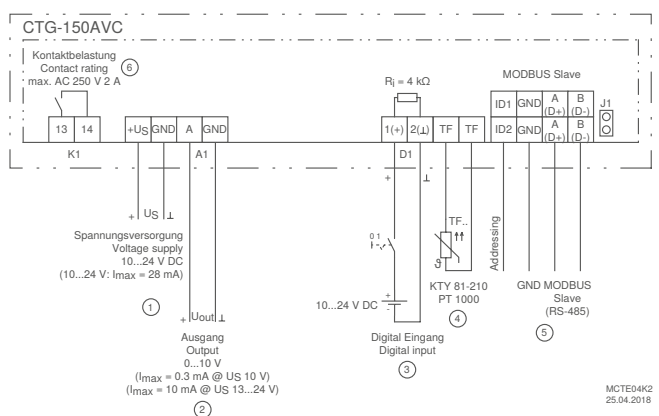 CTG-150AVC
Kontaktbelastung
Contact rating
max. AC 250 V 2 A
6
Ri = 4 kΩ
MODBUS Slave
ID1 GND A (D+) B (D-) J1
13 14 +US GND A GND 1(+) 2(⊥) TF TF ID2 GND A (D+) B (D-)
K1 A1 D1
+ ⊥
+ US ⊥
Spannungsversorgung
Voltage supply
10...24 V DC
(10...24 V: Imax = 28 mA)
1
+ Uout ⊥
Ausgang
Output
0...10 V
(Imax = 0.3 mA @ US 10 V)
(Imax = 10 mA @ US 13...24 V)
2
0 1
+
10...24 V DC
-
Digital Eingang
Digital input
3
TF..
ϑ
KTY 81-210
PT 1000
4
Addressing
GND MODBUS
Slave
(RS-485)
5
MCTE04K2
25.04.2018